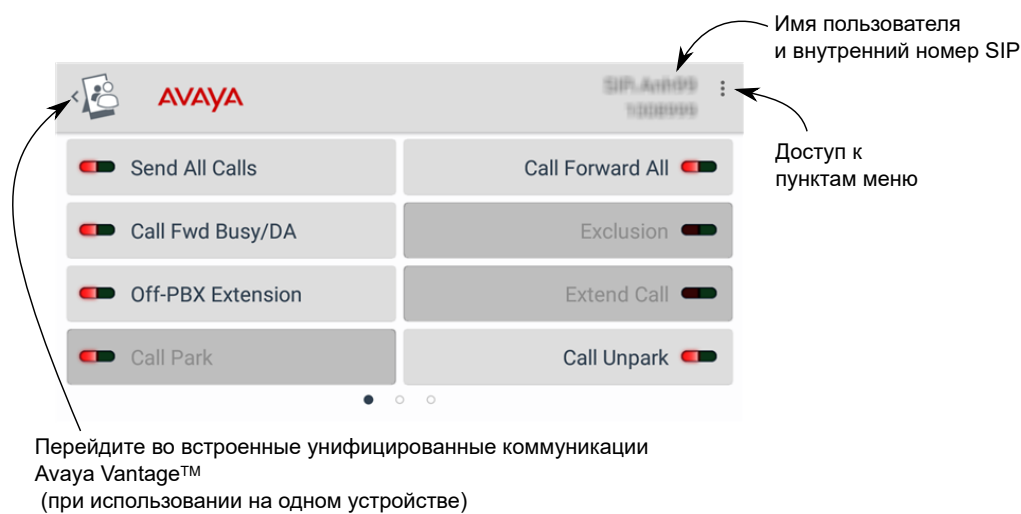 Имя пользователя
и внутренний номер SIP
AVAYA
Доступ к
пунктам меню
Send All Calls
Call Forward All
Call Fwd Busy/DA
Exclusion
Off-PBX Extension
Extend Call
Call Park
Call Unpark
Перейдите во встроенные унифицированные коммуникации
Avaya Vantage™
(при использовании на одном устройстве)